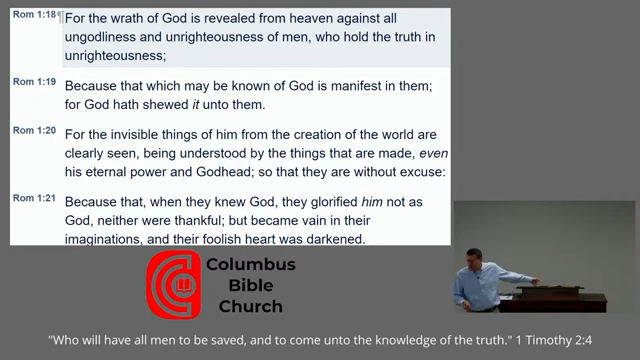 Rom 1:18¶ For the wrath of God is revealed from heaven against all
ungodliness and unrighteousness of men, who hold the truth in
unrighteousness;
Rom 1:19 Because that which may be known of God is manifest in them;
for God hath shewed it unto them.
Rom 1:20 For the invisible things of him from the creation of the world are
clearly seen, being understood by the things that are made, even
his eternal power and Godhead; so that they are without excuse:
Rom 1:21 Because that, when they knew God, they glorified him not as
God, neither were thankful; but became vain in their
imaginations, and their foolish heart was darkened.
Columbus
Bible
Church
"Who will have all men to be saved, and to come unto the knowledge of the truth." 1 Timothy 2:4